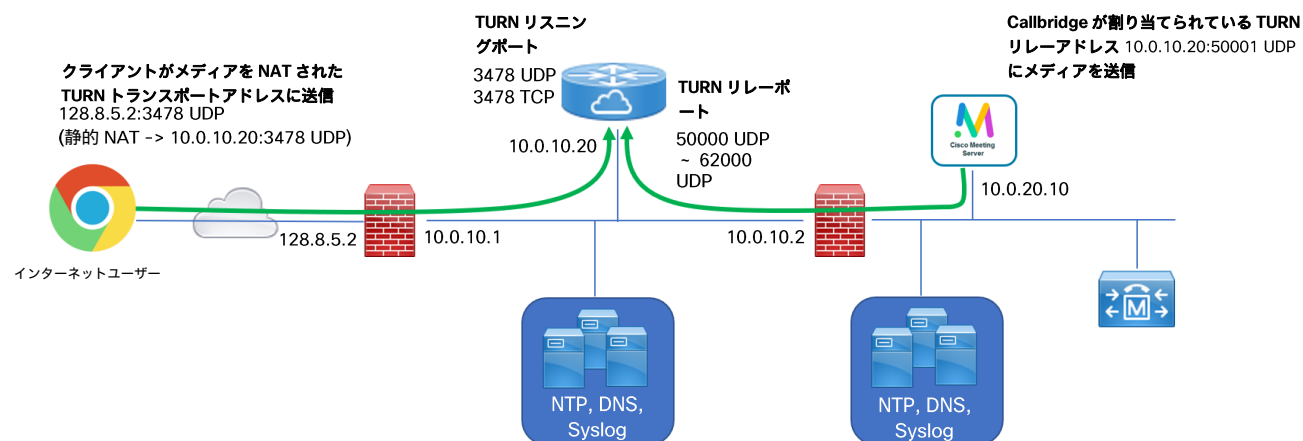 クライアントがメディアを NAT された
TURN トランスポートアドレスに送信
128.8.5.2:3478 UDP
(静的 NAT -> 10.0.10.20:3478 UDP)
TURN リスニン
グポート
3478 UDP
3478 TCP
10.0.10.20
TURN リレーポ
ート
50000 UDP
~ 62000
UDP
Callbridge が割り当てられている TURN
リレーアドレス 10.0.10.20:50001 UDP
にメディアを送信
Cisco Meeting
Server
10.0.20.10
128.8.5.2
10.0.10.1
10.0.10.2
インターネットユーザー
M
NTP, DNS,
Syslog
NTP, DNS,
Syslog